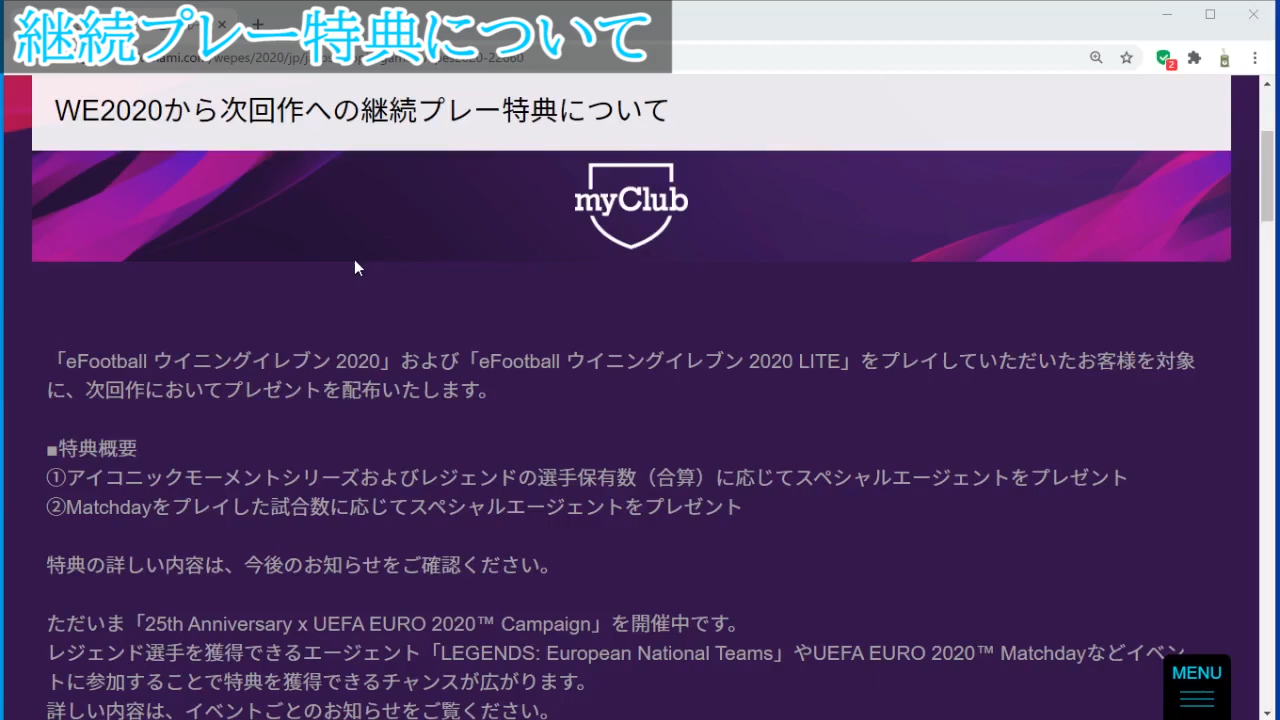 継続プレー特典について
WE2020から次回作への継続プレー特典について
myClub
「eFootball ウイニングイレブン 2020」および「eFootball ウイニングイレブン 2020 LITE」をプレイしていただいたお客様を対象
に、次回作においてプレゼントを配布いたします。
■特典概要
①アイコニックモーメントシリーズおよびレジェンドの選手保有数（合算）に応じてスペシャルエージェントをプレゼント
②Matchdayをプレイした試合数に応じてスペシャルエージェントをプレゼント
特典の詳しい内容は、今後のお知らせをご確認ください。
ただいま「25th Anniversary x UEFA EURO 2020™ Campaign」を開催中です。
レジェンド選手を獲得できるエージェント「LEGENDS: European National Teams」やUEFA EURO 2020™ Matchdayなどイベン
トに参加することで特典を獲得できるチャンスが広がります。
詳しい内容は、イベントごとのお知らせをご覧ください。
MENU